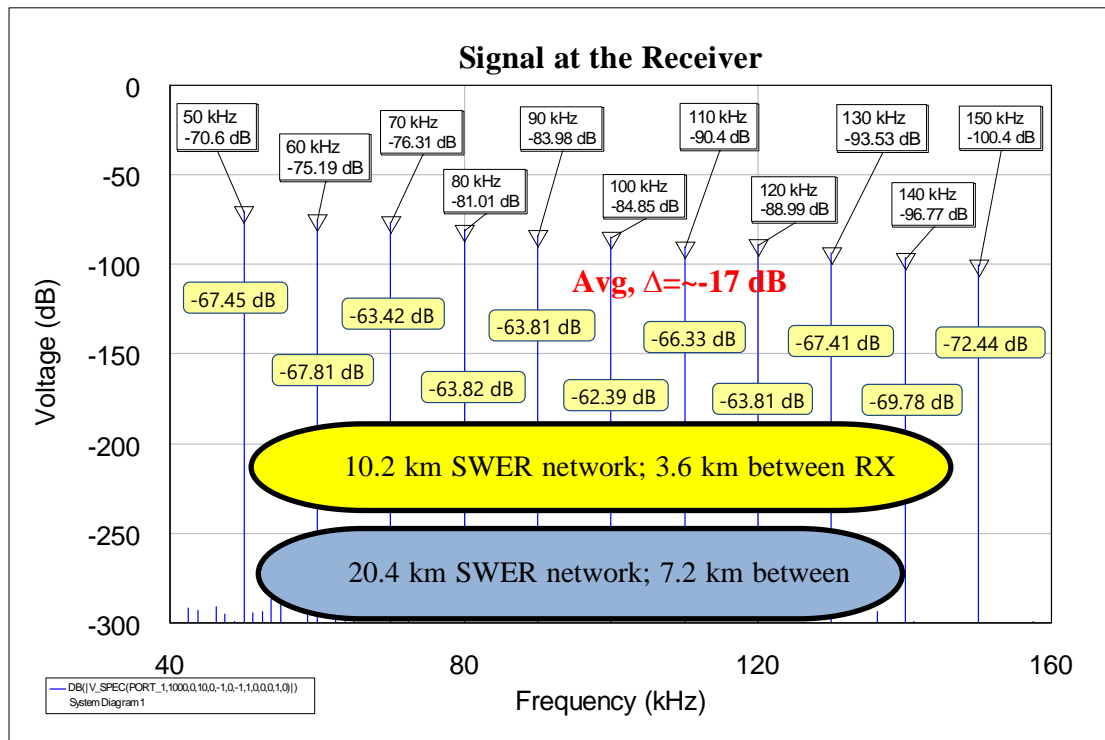 Signal at the Receiver
50 kHz
-70.6 dB
60 kHz
-75.19 dB
70 kHz
-76.31 dB
80 kHz
-81.01 dB
90 kHz
-83.98 dB
100 kHz
-84.85 dB
110 kHz
-90.4 dB
120 kHz
-88.99 dB
130 kHz
-93.53 dB
140 kHz
-96.77 dB
150 kHz
-100.4 dB
Avg, Δ=~-17 dB
-67.45 dB
-67.81 dB
-63.42 dB
-63.82 dB
-63.81 dB
-62.39 dB
-66.33 dB
-63.81 dB
-67.41 dB
-69.78 dB
-72.44 dB
10.2 km SWER network; 3.6 km between RX
20.4 km SWER network; 7.2 km between
Voltage (dB)
0
-50
-100
-150
-200
-250
-300
40
80
120
160
Frequency (kHz)
DB(|V_SPEC(PORT_1,1000,0,10,0,-1,0,-1,1,0,0,0,1,0)|)
System Diagram 1